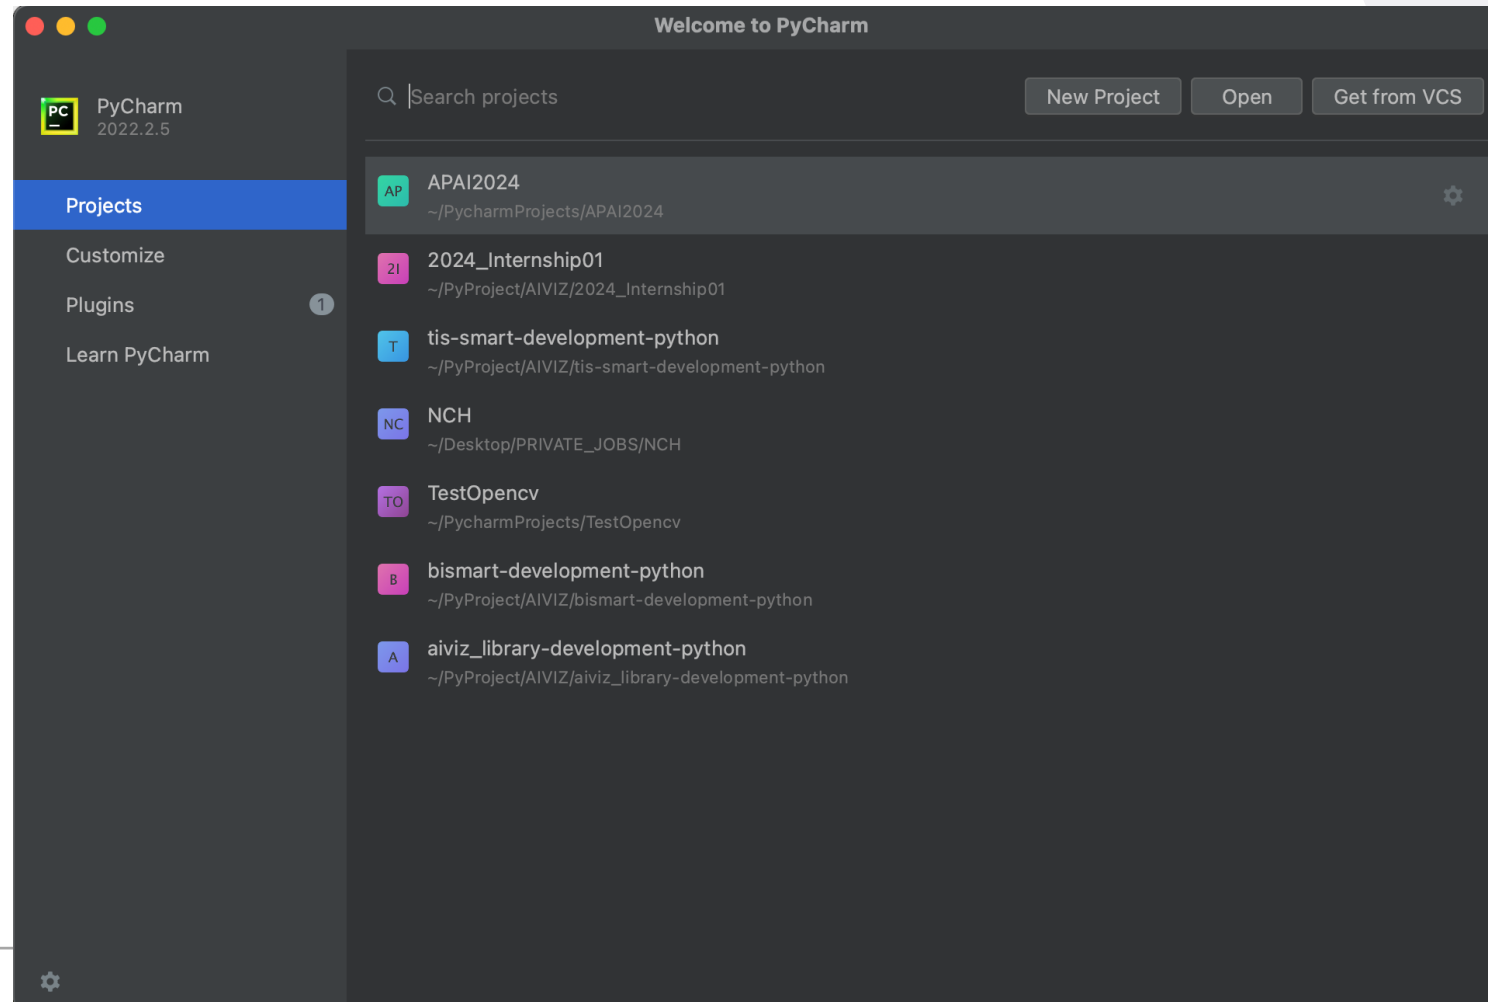 Welcome to PyCharm
PC
PyCharm
2022.2.5
Projects
Customize
Plugins
1
Learn PyCharm
Search projects
New Project
Open
Get from VCS
AP
APAI2024
~/PycharmProjects/APAI2024
2I
2024_Internship01
~/PyProject/AIVIZ/2024_Internship01
T
tis-smart-development-python
~/PyProject/AIVIZ/tis-smart-development-python
NC
NCH
~/Desktop/PRIVATE_JOBS/NCH
TO
TestOpencv
~/PycharmProjects/TestOpencv
B
bismart-development-python
~/PyProject/AIVIZ/bismart-development-python
A
aiviz_library-development-python
~/PyProject/AIVIZ/aiviz_library-development-python